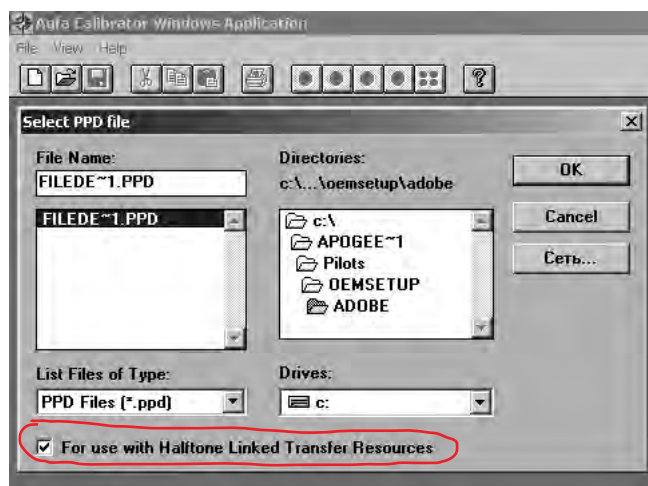 Aufa Calibrator Windows Application
File View Help
Select PPD file
File Name:
FILEDE~1.PPD
FILEDE~1.PPD
List Files of Type:
PPD Files (*.ppd)
Directories:
c:\...\oemsetup\adobe
c:\
APOGEE~1
Pilots
OEMSETUP
ADOBE
Drives:
c:
OK
Cancel
Сеть...
For use with Halftone Linked Transfer Resources